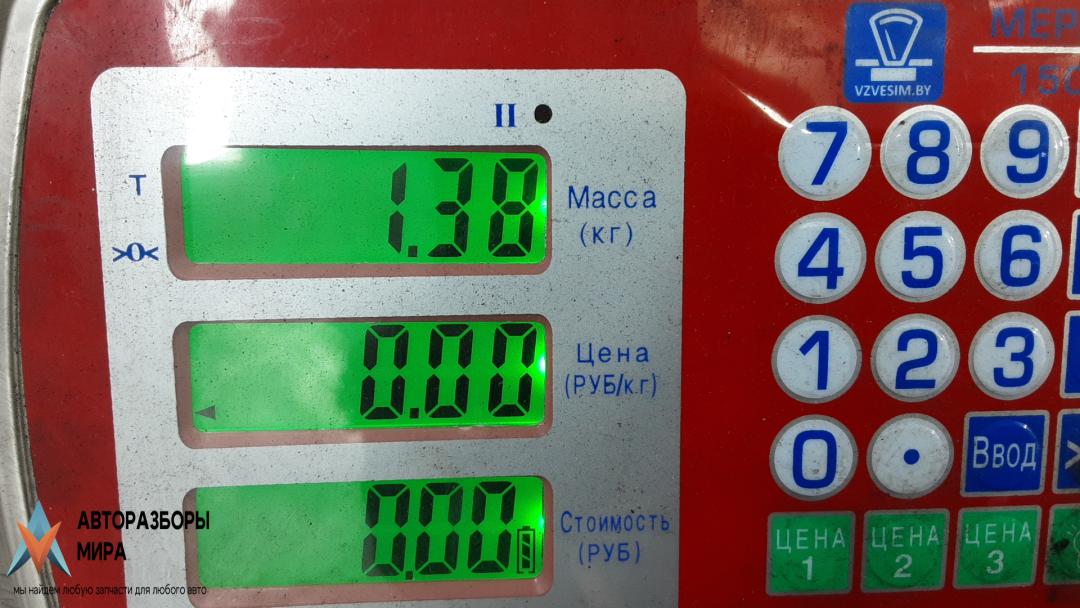 VZVESIM.BY
II
T
1.38
Масса
(кг)
>0<
0.00
Цена
(РУБ/кг)
0.00
Стоимость
(РУБ)
7 8 9
4 5 6
1 2 3
0 . Ввод
ЦЕНА 1
ЦЕНА 2
ЦЕНА 3
АВТОРАЗБОРЫ
МИРА
мы найдем любую запчасти для любого авто